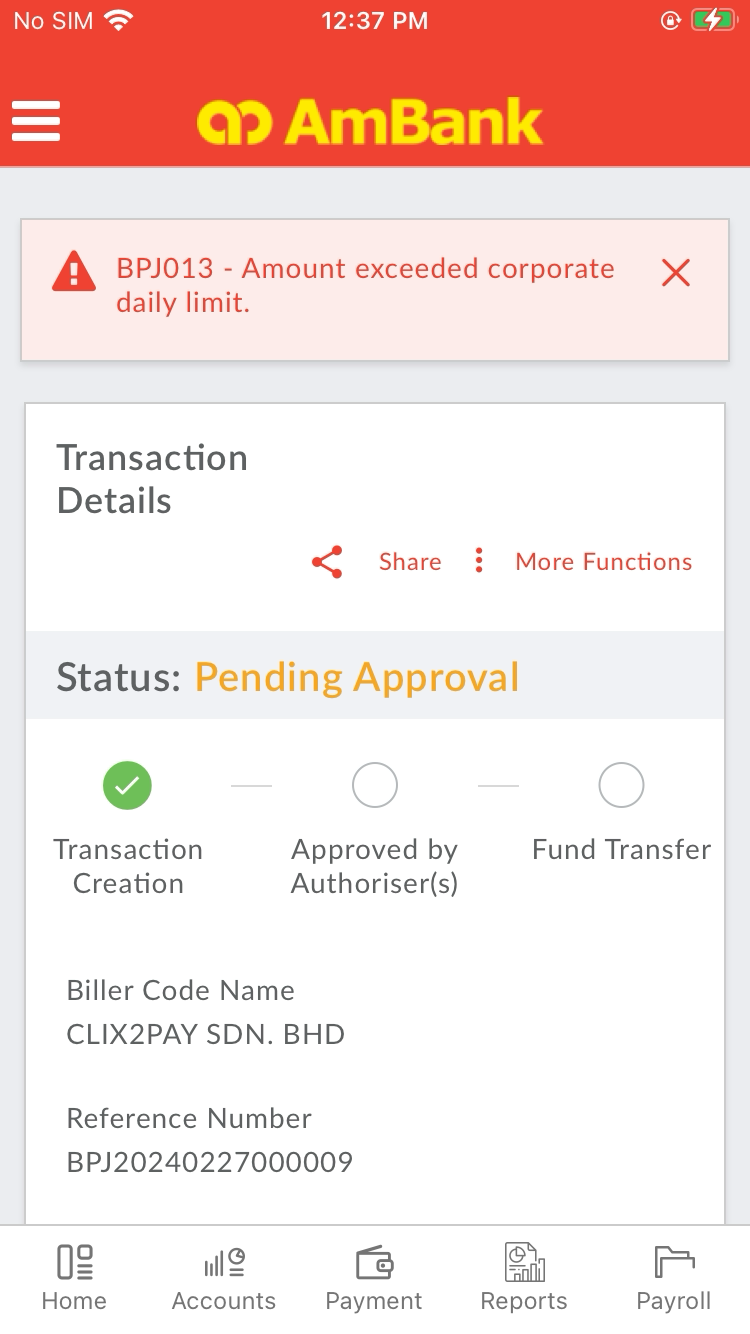 No SIM 12:37 PM
AmBank
BPJ013 - Amount exceeded corporate
daily limit.
Transaction
Details
Share More Functions
Status: Pending Approval
Transaction
Creation
Approved by
Authoriser(s)
Fund Transfer
Biller Code Name
CLIX2PAY SDN. BHD
Reference Number
BPJ20240227000009
Home Accounts Payment Reports Payroll